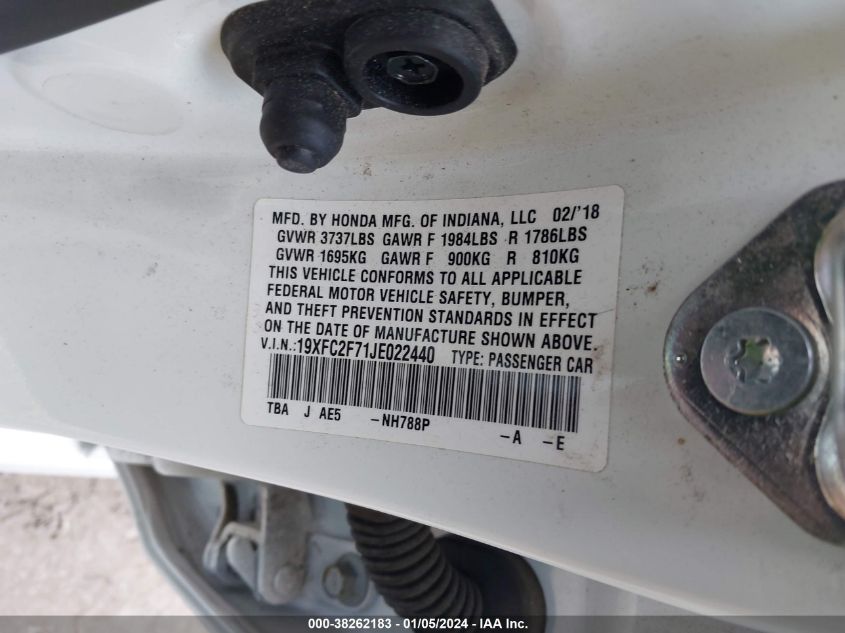 MFD. BY HONDA MFG. OF INDIANA, LLC 02/'18
GVWR 3737LBS GAWR F 1984LBS R 1786LBS
GVWR 1695KG GAWR F 900KG R 810KG
THIS VEHICLE CONFORMS TO ALL APPLICABLE
FEDERAL MOTOR VEHICLE SAFETY, BUMPER,
AND THEFT PREVENTION STANDARDS IN EFFECT
ON THE DATE OF MANUFACTURE SHOWN ABOVE.
V.I.N.:19XFC2F71JE022440 TYPE: PASSENGER CAR
TBA J AE5 -NH788P -A -E
000-38262183 - 01/05/2024 - IAA Inc.